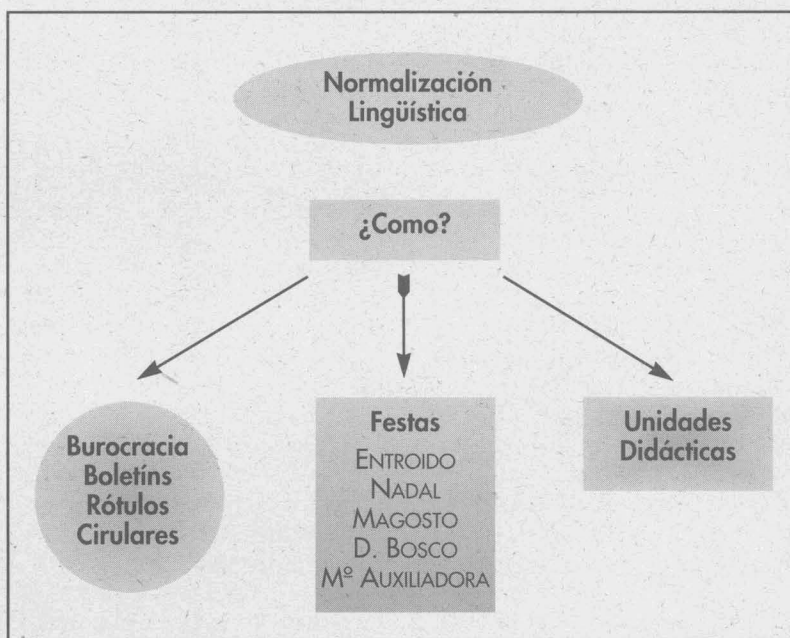 Normalización
Lingüística
¿Como?
Burocracia
Boletíns
Rótulos
Cirulares
Festas
ENTROIDO
NADAL
MAGOSTO
D. BOSCO
Mº AUXILIADORA
Unidades
Didácticas